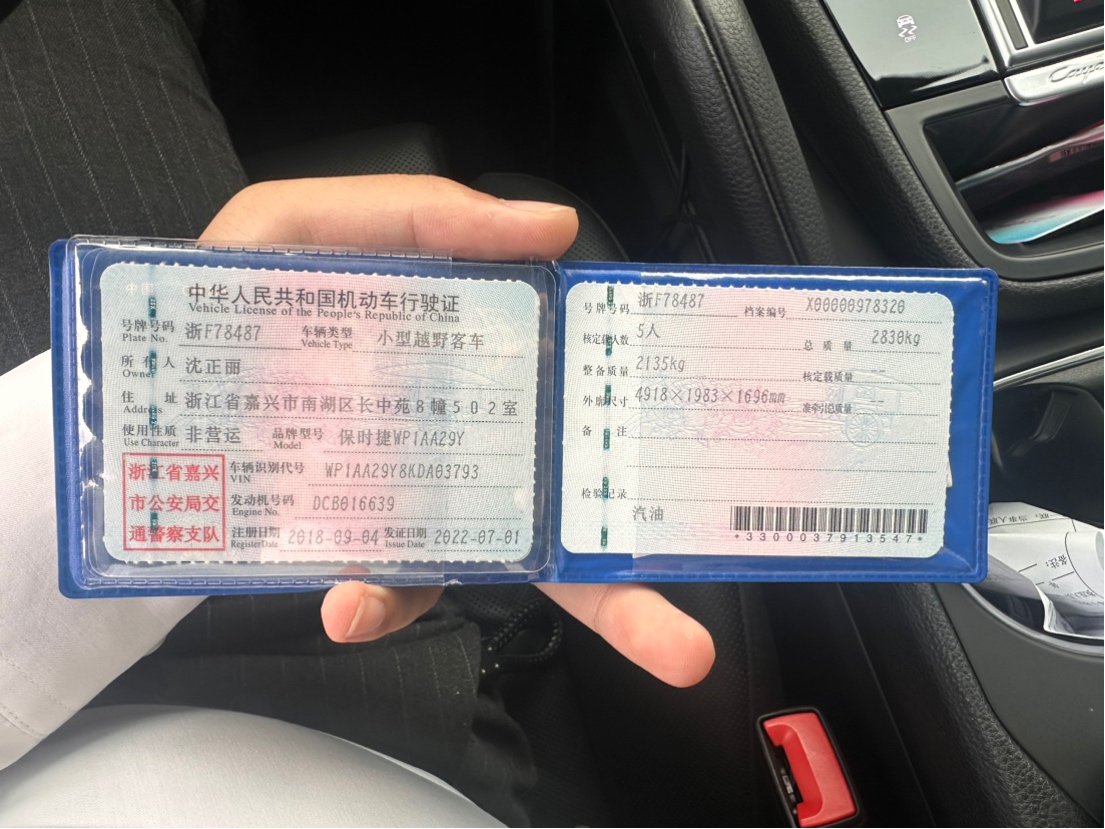 中华人民共和国机动车行驶证
Vehicle License of the People's Republic of China
号牌号码 浙F78487 车辆类型 小型越野客车
Plate No. Vehicle Type
所有人 沈正丽
Owner
住址 浙江省嘉兴市南湖区长中苑8幢502室
Address
使用性质 非营运 品牌型号 保时捷WP1AA29Y
Use Character Model
浙江省嘉兴
市公安局交
通警察支队
车辆识别代号 WP1AA29Y8KDA03793
VIN
发动机号码 DCB016639
Engine No.
注册日期 2018-09-04 发证日期 2022-07-01
Register Date Issue Date
号牌号码 浙F78487 档案编号 X00000978320
核定载人数 5人 总质量 2830kg
整备质量 2135kg 核定载质量 --
外廓尺寸 4918×1983×1696mm 准牵引总质量 --
备注
检验记录
汽油
*3300037913547*
OFF